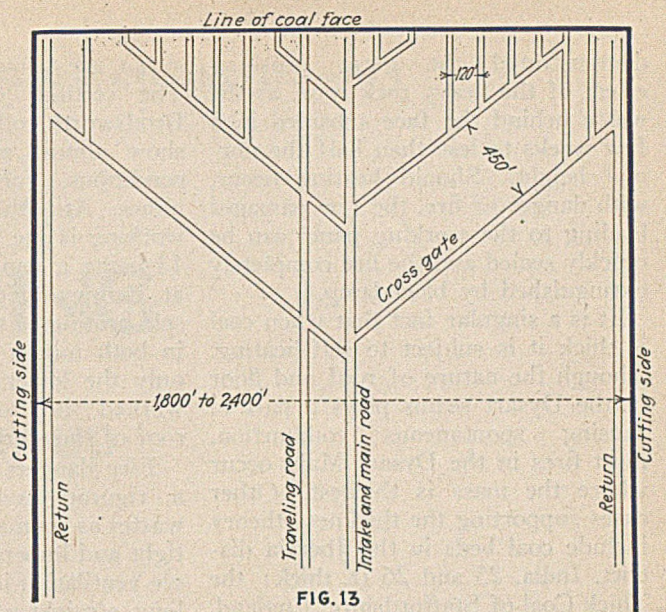 Line of coal face
120'
450'
Cross gate
Cutting side
1,800' to 2,400'
Cutting side
Return
Traveling road
Intake and main road
Return
FIG.13